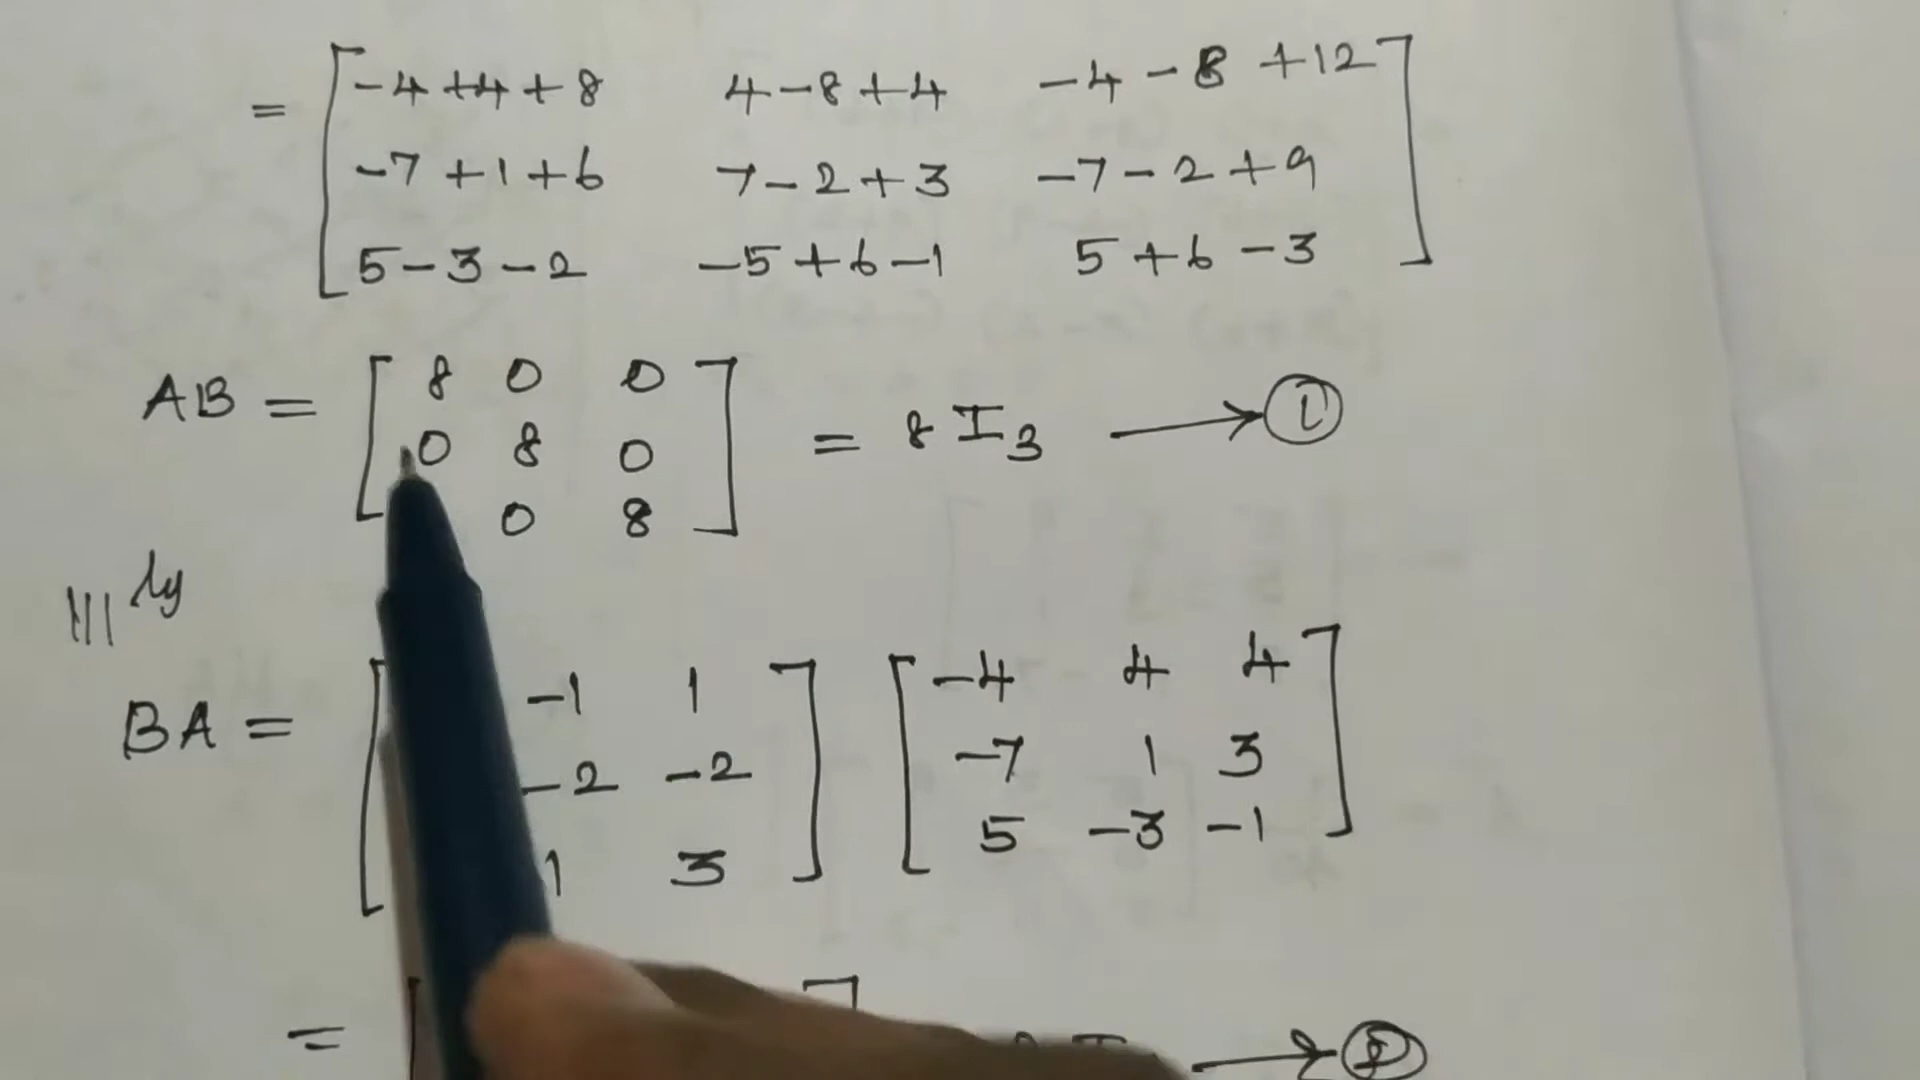 = [ -4+4+8 4-8+4 -4-8+12 ]
-7+1+6 7-2+3 -7-2+9
5-3-2 -5+6-1 5+6-3
AB = [ 8 0 0 ] = 8 I₃ → ①
0 8 0
0 8
|||ly
BA = [ -1 1 ] [ -4 4 4 ]
-2 -2 -7 1 3
1 3 5 -3 -1
= [ ] →